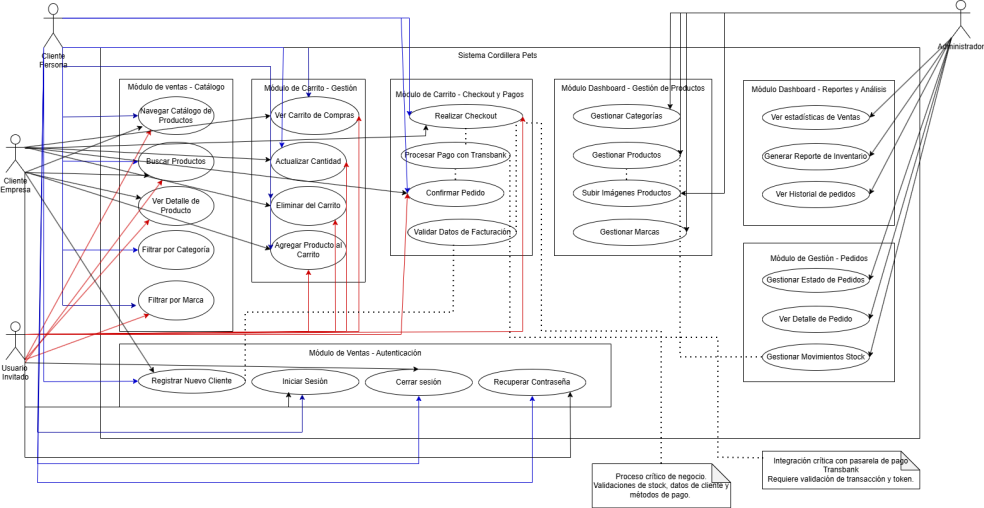 Cliente
Persona
Administrador
Sistema Cordillera Pets
Módulo de ventas - Catálogo
Navegar Catálogo de
Productos
Buscar Productos
Ver Detalle de
Producto
Filtrar por Categoría
Filtrar por Marca
Módulo de Carrito - Gestión
Ver Carrito de Compras
Actualizar Cantidad
Eliminar del Carrito
Agregar Producto al
Carrito
Módulo de Carrito - Checkout y Pagos
Realizar Checkout
Procesar Pago con Transbank
Confirmar Pedido
Validar Datos de Facturación
Módulo Dashboard - Gestión de Productos
Gestionar Categorías
Gestionar Productos
Subir Imágenes Productos
Gestionar Marcas
Módulo Dashboard - Reportes y Análisis
Ver estadísticas de Ventas
Generar Reporte de Inventario
Ver Historial de pedidos
Módulo de Gestión - Pedidos
Gestionar Estado de Pedidos
Ver Detalle de Pedido
Gestionar Movimientos Stock
Cliente
Empresa
Usuario
Invitado
Módulo de Ventas - Autenticación
Registrar Nuevo Cliente
Iniciar Sesión
Cerrar sesión
Recuperar Contraseña
Proceso crítico de negocio.
Validaciones de stock, datos de cliente y
métodos de pago.
Integración crítica con pasarela de pago
Transbank
Requiere validación de transacción y token.